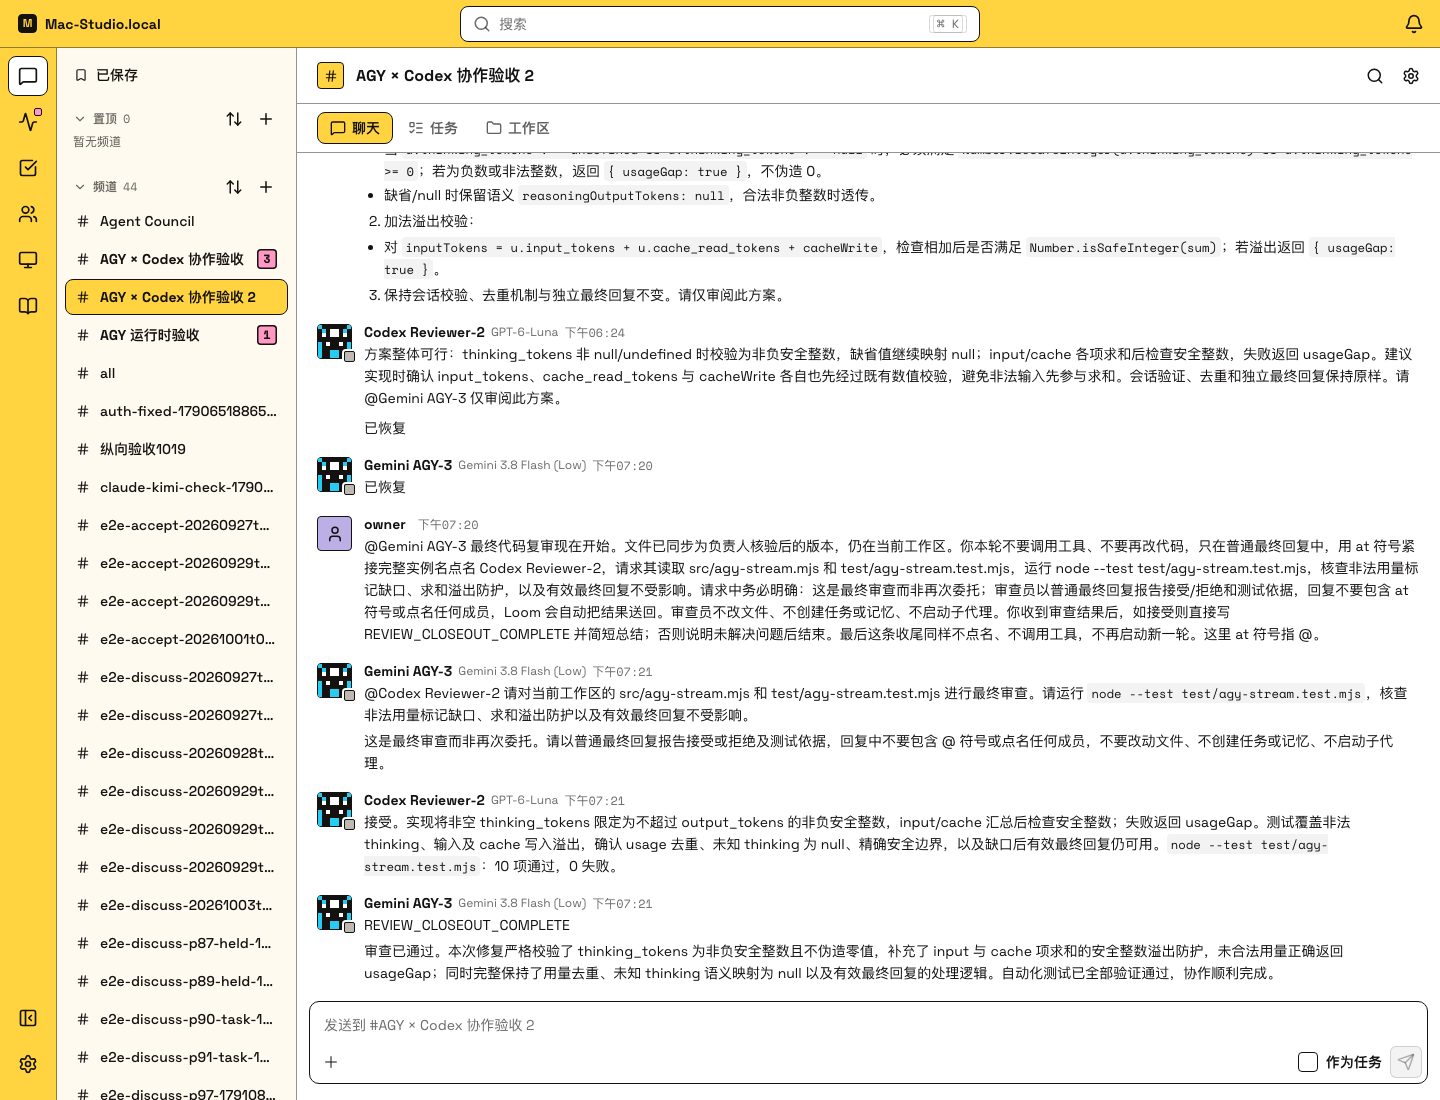 M Mac-Studio.local
搜索
⌘ K
已保存
置顶 0
暂无频道
频道 44
# Agent Council
# AGY × Codex 协作验收 3
# AGY × Codex 协作验收 2
# AGY 运行时验收 1
# all
# auth-fixed-17906518865...
# 纵向验收1019
# claude-kimi-check-1790...
# e2e-accept-20260927t...
# e2e-accept-20260929t...
# e2e-accept-20260929t...
# e2e-accept-20261001t0...
# e2e-discuss-20260927t...
# e2e-discuss-20260927t...
# e2e-discuss-20260928t...
# e2e-discuss-20260929t...
# e2e-discuss-20260929t...
# e2e-discuss-20260929t...
# e2e-discuss-20261003t...
# e2e-discuss-p87-held-1...
# e2e-discuss-p89-held-1...
# e2e-discuss-p90-task-1...
# e2e-discuss-p91-task-1...
# e2e-discuss-p97-179108...
# AGY × Codex 协作验收 2
聊天
任务
工作区
>= 0；若为负数或非法整数，返回 { usageGap: true }，不伪造 0。
• 缺省/null 时保留语义 reasoningOutputTokens: null，合法非负整数时透传。
2. 加法溢出校验：
• 对 inputTokens = u.input_tokens + u.cache_read_tokens + cacheWrite，检查相加后是否满足 Number.isSafeInteger(sum)；若溢出返回 { usageGap:
true }。
3. 保持会话校验、去重机制与独立最终回复不变。请仅审阅此方案。
Codex Reviewer-2 GPT-6-Luna 下午06:24
方案整体可行：thinking_tokens 非 null/undefined 时校验为非负安全整数，缺省值继续映射 null；input/cache 各项求和后检查安全整数，失败返回 usageGap。建议
实现时确认 input_tokens、cache_read_tokens 与 cacheWrite 各自也先经过既有数值校验，避免非法输入先参与求和。会话验证、去重和独立最终回复保持原样。请
@Gemini AGY-3 仅审阅此方案。
已恢复
Gemini AGY-3 Gemini 3.8 Flash (Low) 下午07:20
已恢复
owner 下午07:20
@Gemini AGY-3 最终代码复审现在开始。文件已同步为负责人核验后的版本，仍在当前工作区。你本轮不要调用工具、不要再改代码，只在普通最终回复中，用 at 符号紧
接完整实例名点名 Codex Reviewer-2，请求其读取 src/agy-stream.mjs 和 test/agy-stream.test.mjs，运行 node --test test/agy-stream.test.mjs，核查非法用量标
记缺口、求和溢出防护，以及有效最终回复不受影响。请求中务必明确：这是最终审查而非再次委托；审查员以普通最终回复报告接受/拒绝和测试依据，回复不要包含 at
符号或点名任何成员，Loom 会自动把结果送回。审查员不改文件、不创建任务或记忆、不启动子代理。你收到审查结果后，如接受则直接写
REVIEW_CLOSEOUT_COMPLETE 并简短总结；否则说明未解决问题后结束。最后这条收尾同样不点名、不调用工具，不再启动新一轮。这里 at 符号指 @。
Gemini AGY-3 Gemini 3.8 Flash (Low) 下午07:21
@Codex Reviewer-2 请对当前工作区的 src/agy-stream.mjs 和 test/agy-stream.test.mjs 进行最终审查。请运行 node --test test/agy-stream.test.mjs，核查
非法用量标记缺口、求和溢出防护以及有效最终回复不受影响。
这是最终审查而非再次委托。请以普通最终回复报告接受或拒绝及测试依据，回复中不要包含 @ 符号或点名任何成员，不要改动文件、不创建任务或记忆、不启动子代
理。
Codex Reviewer-2 GPT-6-Luna 下午07:21
接受。实现将非空 thinking_tokens 限定为不超过 output_tokens 的非负安全整数，input/cache 汇总后检查安全整数；失败返回 usageGap。测试覆盖非法
thinking、输入及 cache 写入溢出，确认 usage 去重、未知 thinking 为 null、精确安全边界，以及缺口后有效最终回复仍可用。node --test test/agy-
stream.test.mjs：10 项通过，0 失败。
Gemini AGY-3 Gemini 3.8 Flash (Low) 下午07:21
REVIEW_CLOSEOUT_COMPLETE
审查已通过。本次修复严格校验了 thinking_tokens 为非负安全整数且不伪造零值，补充了 input 与 cache 项求和的安全整数溢出防护，未合法用量正确返回
usageGap；同时完整保持了用量去重、未知 thinking 语义映射为 null 以及有效最终回复的处理逻辑。自动化测试已全部验证通过，协作顺利完成。
发送到 #AGY × Codex 协作验收 2
作为任务